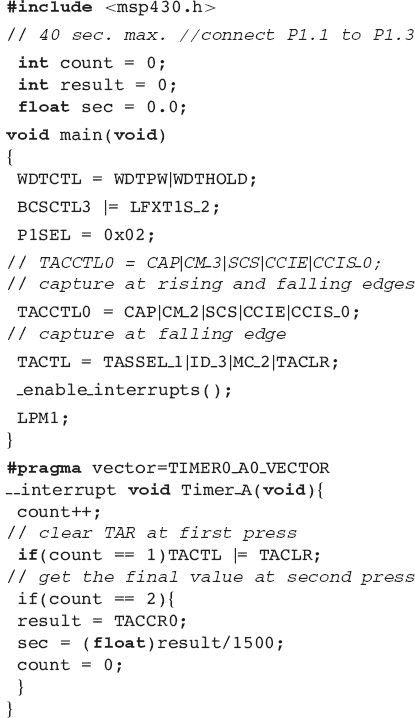 #include <msp430.h>
// 40 sec. max. //connect P1.1 to P1.3
int count = 0;
int result = 0;
float sec = 0.0;
void main(void)
{
WDTCTL = WDTPW|WDTHOLD;
BCSCTL3 |= LFXT1S_2;
P1SEL = 0x02;
// TACCTL0 = CAP|CM_3|SCS|CCIE|CCIS_0;
// capture at rising and falling edges
TACCTL0 = CAP|CM_2|SCS|CCIE|CCIS_0;
// capture at falling edge
TACTL = TASSEL_1|ID_3|MC_2|TACLR;
_enable_interrupts();
LPM1;
}
#pragma vector=TIMER0_A0_VECTOR
__interrupt void Timer_A(void){
count++;
// clear TAR at first press
if(count == 1)TACTL |= TACLR;
// get the final value at second press
if(count == 2){
result = TACCR0;
sec = (float)result/1500;
count = 0;
}
}